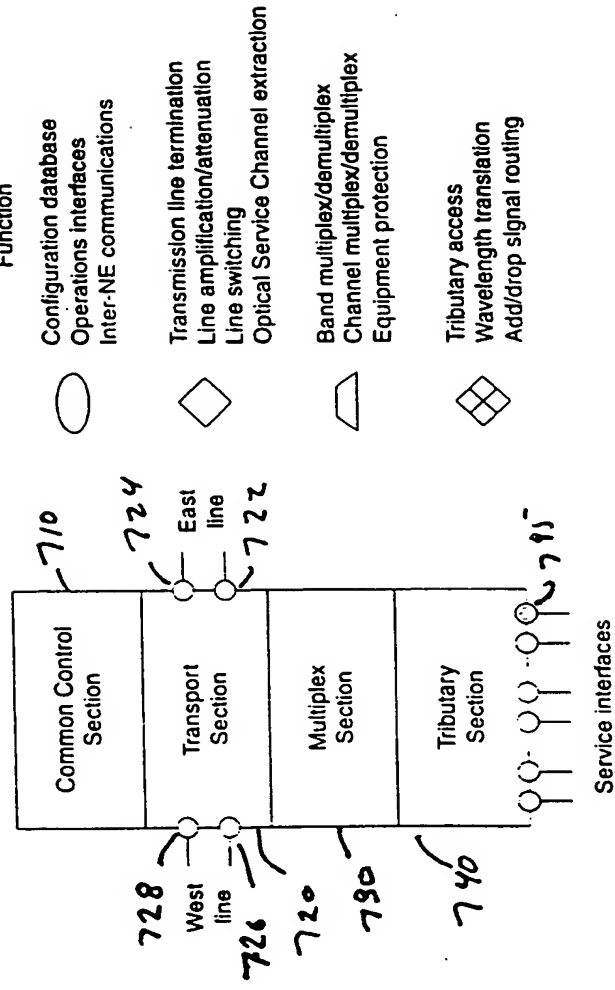 Function
Configuration database
Operations interfaces
Inter-NE communications
Transmission line termination
Line amplification/attenuation
Line switching
Optical Service Channel extraction
Band multiplex/demultiplex
Channel multiplex/demultiplex
Equipment protection
Tributary access
Wavelength translation
Add/drop signal routing
Common Control
Section
710
Transport
Section
724
East
line
722
728
West
line
726
720
Multiplex
Section
730
Tributary
Section
740
795
Service interfaces